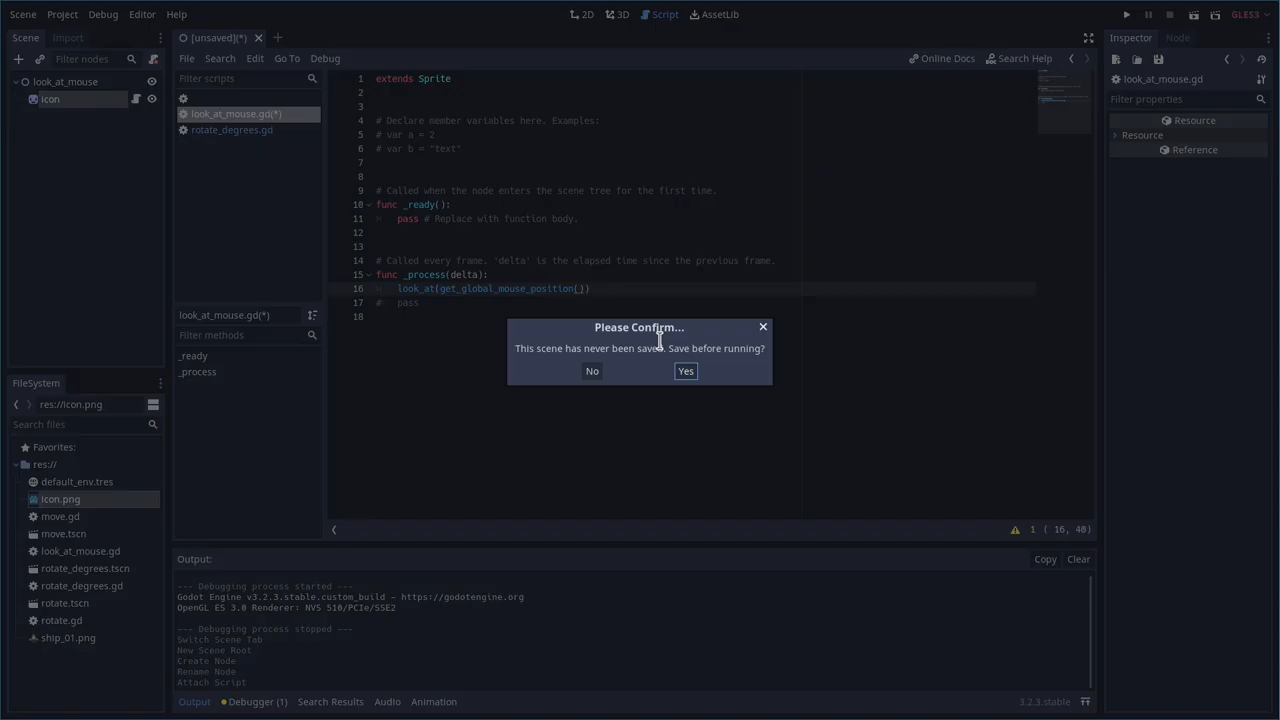 Scene Project Debug Editor Help
2D 3D Script AssetLib
GLES3
Scene Import
Filter nodes
look_at_mouse
icon
FileSystem
res://icon.png
Search files
Favorites:
res://
default_env.tres
icon.png
move.gd
move.tscn
look_at_mouse.gd
rotate_degrees.tscn
rotate_degrees.gd
rotate.tscn
rotate.gd
ship_01.png
[unsaved](*)
File Search Edit Go To Debug
Online Docs Search Help
Filter scripts
look_at_mouse.gd(*)
rotate_degrees.gd
look_at_mouse.gd(*)
Filter methods
_ready
_process
1 extends Sprite
2
3
4 # Declare member variables here. Examples:
5 # var a = 2
6 # var b = "text"
7
8
9 # Called when the node enters the scene tree for the first time.
10 func _ready():
11 pass # Replace with function body.
12
13
14 # Called every frame. 'delta' is the elapsed time since the previous frame.
15 func _process(delta):
16 look_at(get_global_mouse_position())
17 # pass
18
1 ( 16, 40)
Please Confirm...
This scene has never been saved. Save before running?
No Yes
Output:
Copy Clear
--- Debugging process started ---
Godot Engine v3.2.3.stable.custom_build - https://godotengine.org
OpenGL ES 3.0 Renderer: NVS 510/PCIe/SSE2
--- Debugging process stopped ---
Switch Scene Tab
New Scene Root
Create Node
Rename Node
Attach Script
Output Debugger (1) Search Results Audio Animation
3.2.3.stable
Inspector Node
look_at_mouse.gd
Filter properties
Resource
Resource
Reference